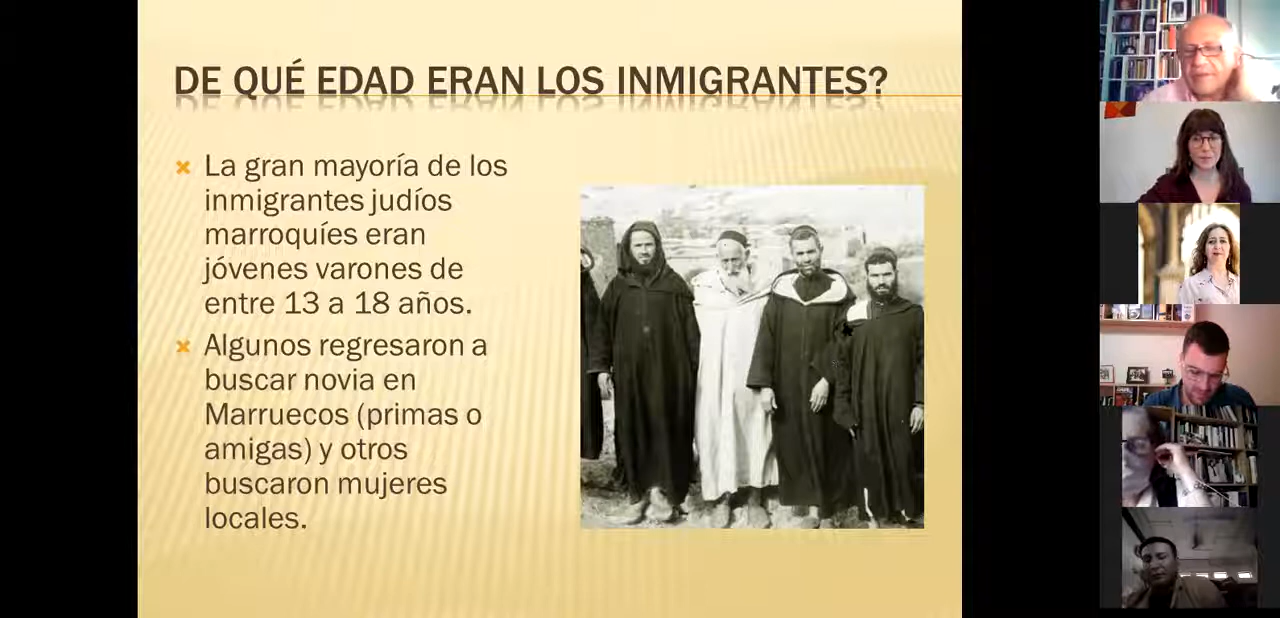 DE QUÉ EDAD ERAN LOS INMIGRANTES?
La gran mayoría de los
inmigrantes judíos
marroquíes eran
jóvenes varones de
entre 13 a 18 años.
Algunos regresaron a
buscar novia en
Marruecos (primas o
amigas) y otros
buscaron mujeres
locales.